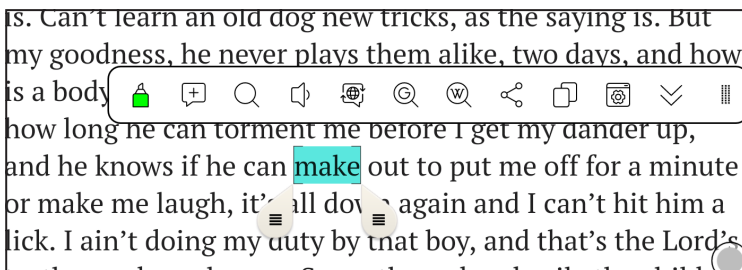 is. Can't learn an old dog new tricks, as the saying is. But
my goodness, he never plays them alike, two days, and how
is a body
how long he can torment me before I get my dander up,
and he knows if he can make out to put me off for a minute
or make me laugh, it's all down again and I can't hit him a
lick. I ain't doing my duty by that boy, and that's the Lord's